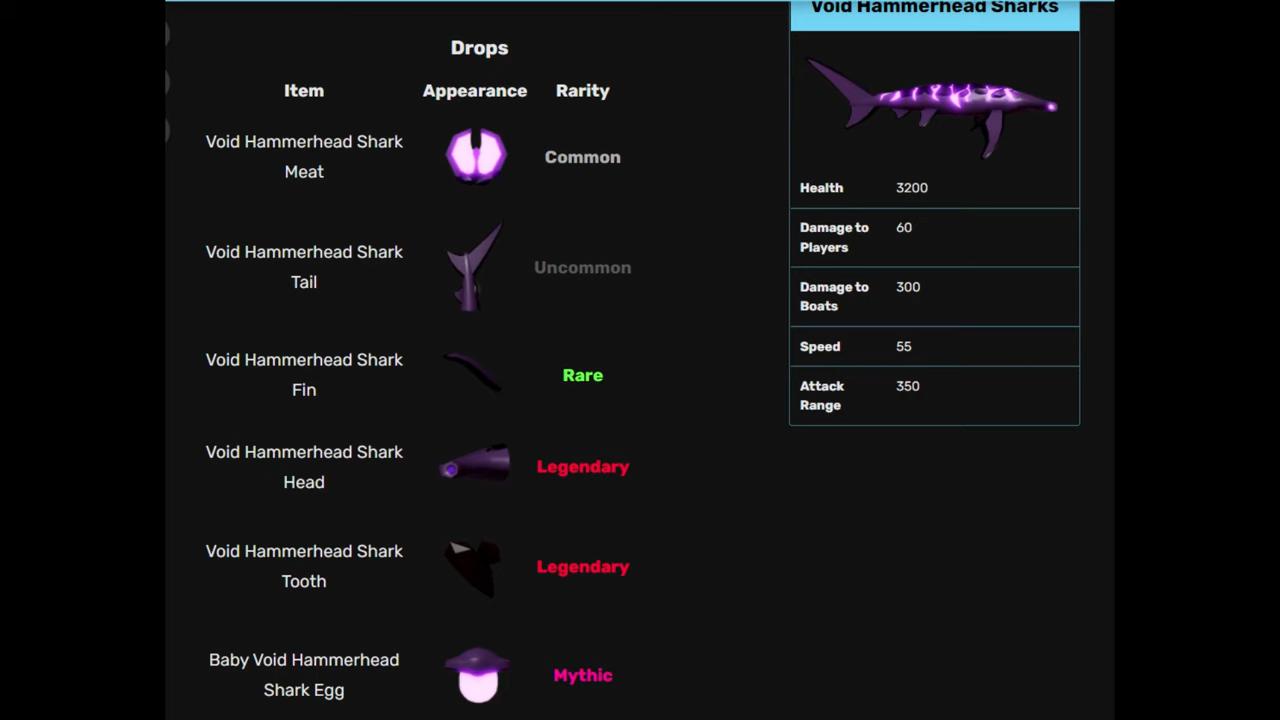 Void Hammerhead Sharks
Drops
Item Appearance Rarity
Void Hammerhead Shark
Meat
Common
Void Hammerhead Shark
Tail
Uncommon
Void Hammerhead Shark
Fin
Rare
Void Hammerhead Shark
Head
Legendary
Void Hammerhead Shark
Tooth
Legendary
Baby Void Hammerhead
Shark Egg
Mythic
Health 3200
Damage to
Players
60
Damage to
Boats
300
Speed 55
Attack
Range
350